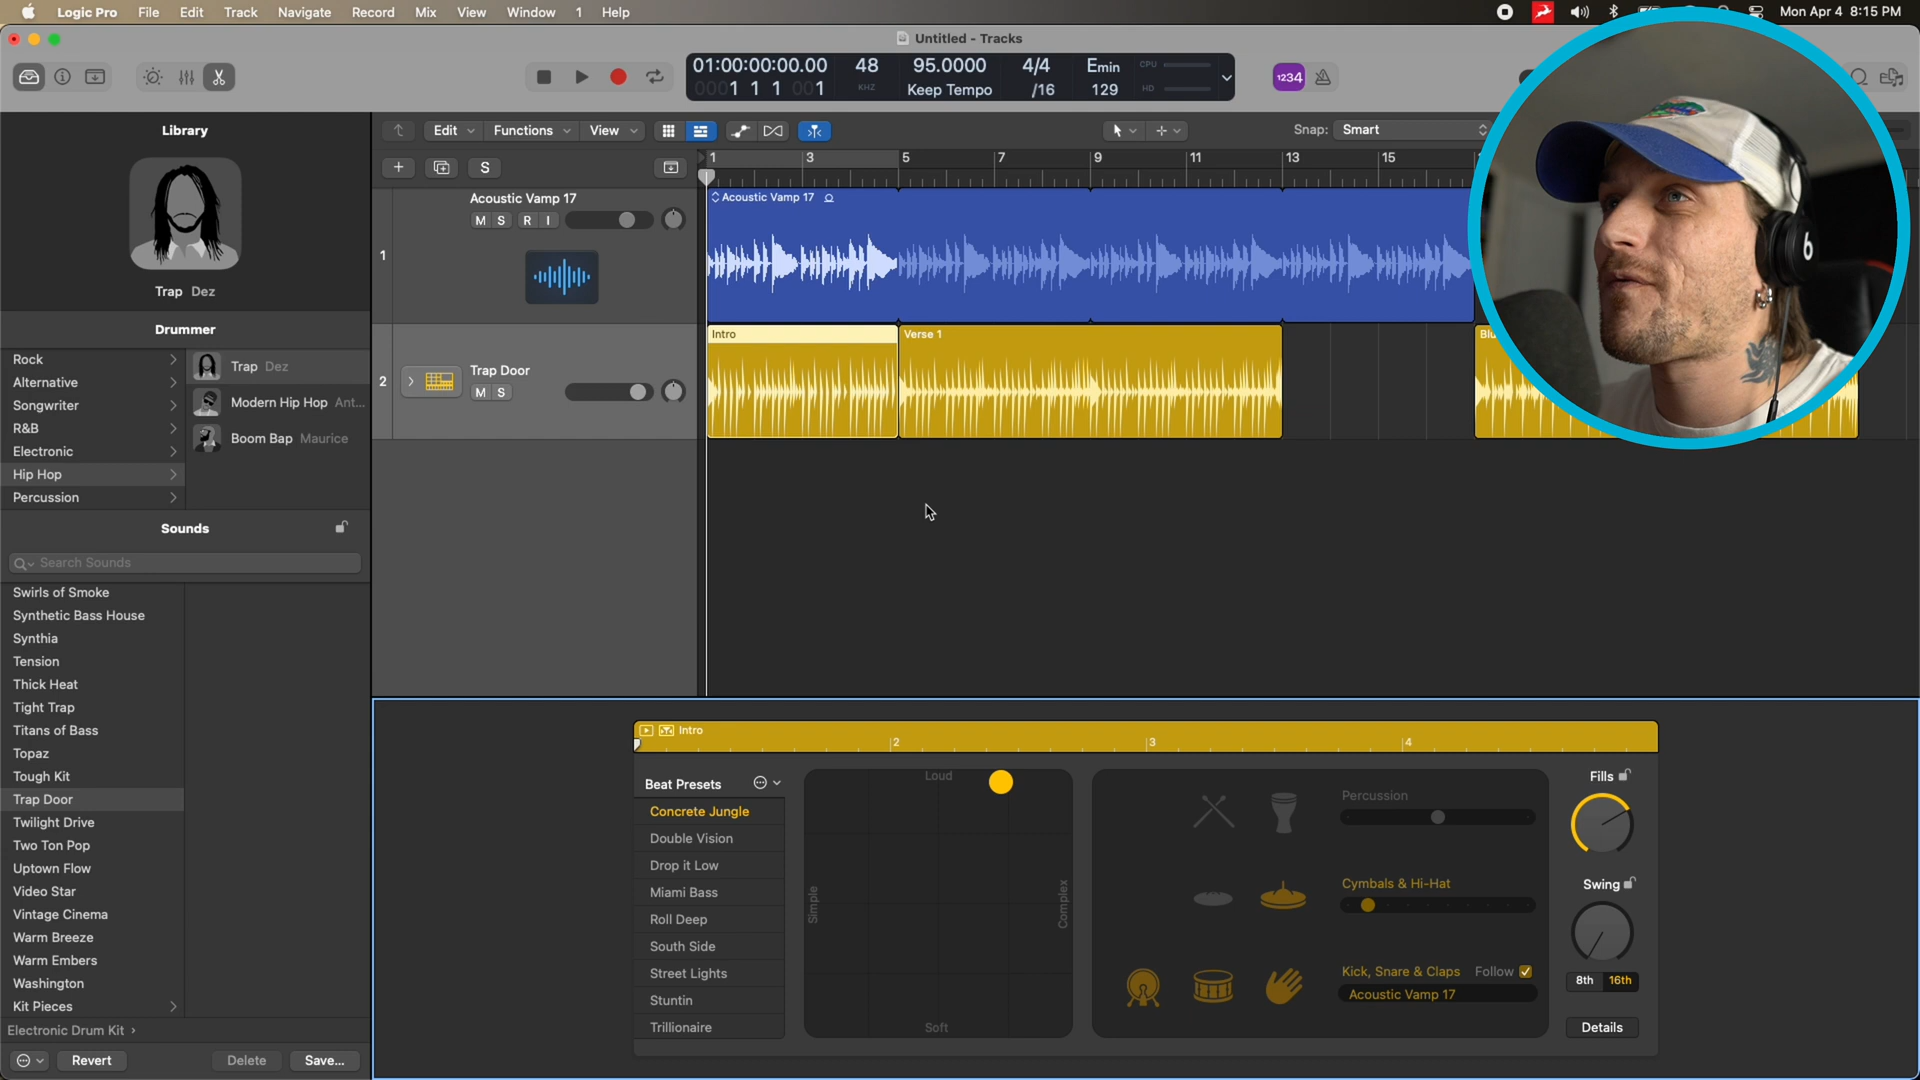 Logic Pro File Edit Track Navigate Record Mix View Window 1 Help
Mon Apr 4 8:15 PM
Untitled - Tracks
01:00:00:00.00 48 95.0000 4/4 Emin CPU
0001 1 1 001 KHZ Keep Tempo /16 129 HD
1234
Library
Edit Functions View
Snap: Smart
S
1 3 5 7 9 11 13 15
Trap Dez
Acoustic Vamp 17
M S R I
1
Acoustic Vamp 17
Drummer
Rock
Alternative
Songwriter
R&B
Electronic
Hip Hop
Percussion
Trap Dez
Modern Hip Hop Ant...
Boom Bap Maurice
2
Trap Door
M S
Intro
Verse 1
Sounds
Search Sounds
Swirls of Smoke
Synthetic Bass House
Synthia
Tension
Thick Heat
Tight Trap
Titans of Bass
Topaz
Tough Kit
Trap Door
Twilight Drive
Two Ton Pop
Uptown Flow
Video Star
Vintage Cinema
Warm Breeze
Warm Embers
Washington
Kit Pieces
Electronic Drum Kit ›
Revert Delete Save...
Intro
2 3 4
Beat Presets
Concrete Jungle
Double Vision
Drop it Low
Miami Bass
Roll Deep
South Side
Street Lights
Stuntin
Trillionaire
Loud
Simple
Complex
Soft
Percussion
Cymbals & Hi-Hat
Kick, Snare & Claps Follow
Acoustic Vamp 17
Fills
Swing
8th 16th
Details